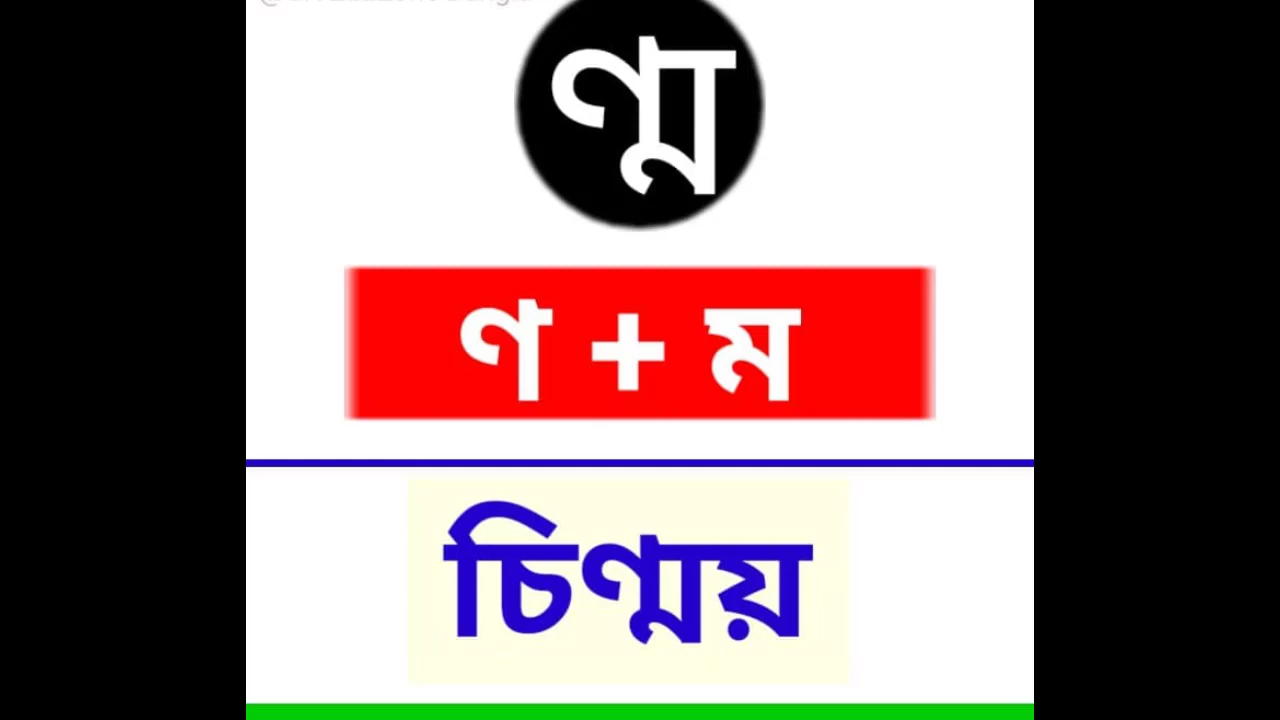 ণ্ম
ণ + ম
চিণ্ময়